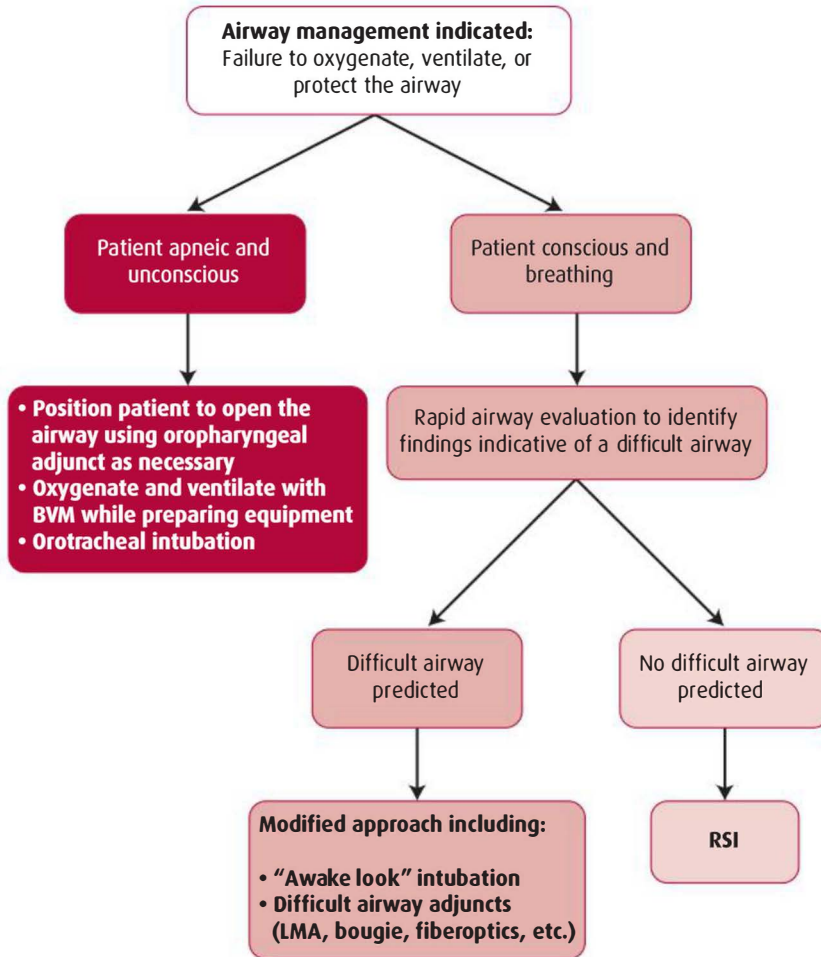 Airway management indicated:
Failure to oxygenate, ventilate, or
protect the airway
Patient apneic and
unconscious
Patient conscious and
breathing
• Position patient to open the
airway using oropharyngeal
adjunct as necessary
• Oxygenate and ventilate with
BVM while preparing equipment
• Orotracheal intubation
Rapid airway evaluation to identify
findings indicative of a difficult airway
Difficult airway
predicted
No difficult airway
predicted
Modified approach including:
• “Awake look” intubation
• Difficult airway adjuncts
(LMA, bougie, fiberoptics, etc.)
RSI